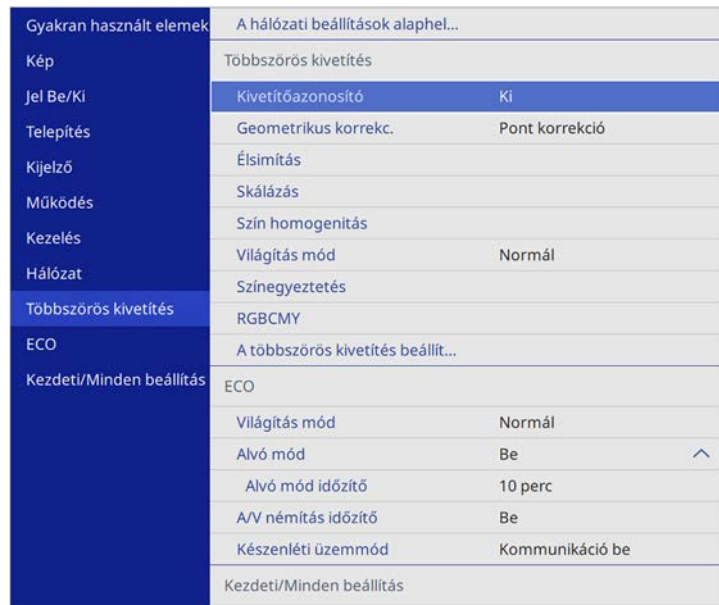 Gyakran használt elemek
Kép
Jel Be/Ki
Telepítés
Kijelző
Működés
Kezelés
Hálózat
Többszörös kivetítés
ECO
Kezdeti/Minden beállítás
A hálózati beállítások alaphel...
Többszörös kivetítés
Kivetítőazonosító Ki
Geometrikus korrekc. Pont korrekció
Élsimítás
Skálázás
Szín homogenitás
Világítás mód Normál
Színegyeztetés
RGBCMY
A többszörös kivetítés beállít...
ECO
Világítás mód Normál
Alvó mód Be
Alvó mód időzítő 10 perc
A/V némítás időzítő Be
Készenléti üzemmód Kommunikáció be
Kezdeti/Minden beállítás